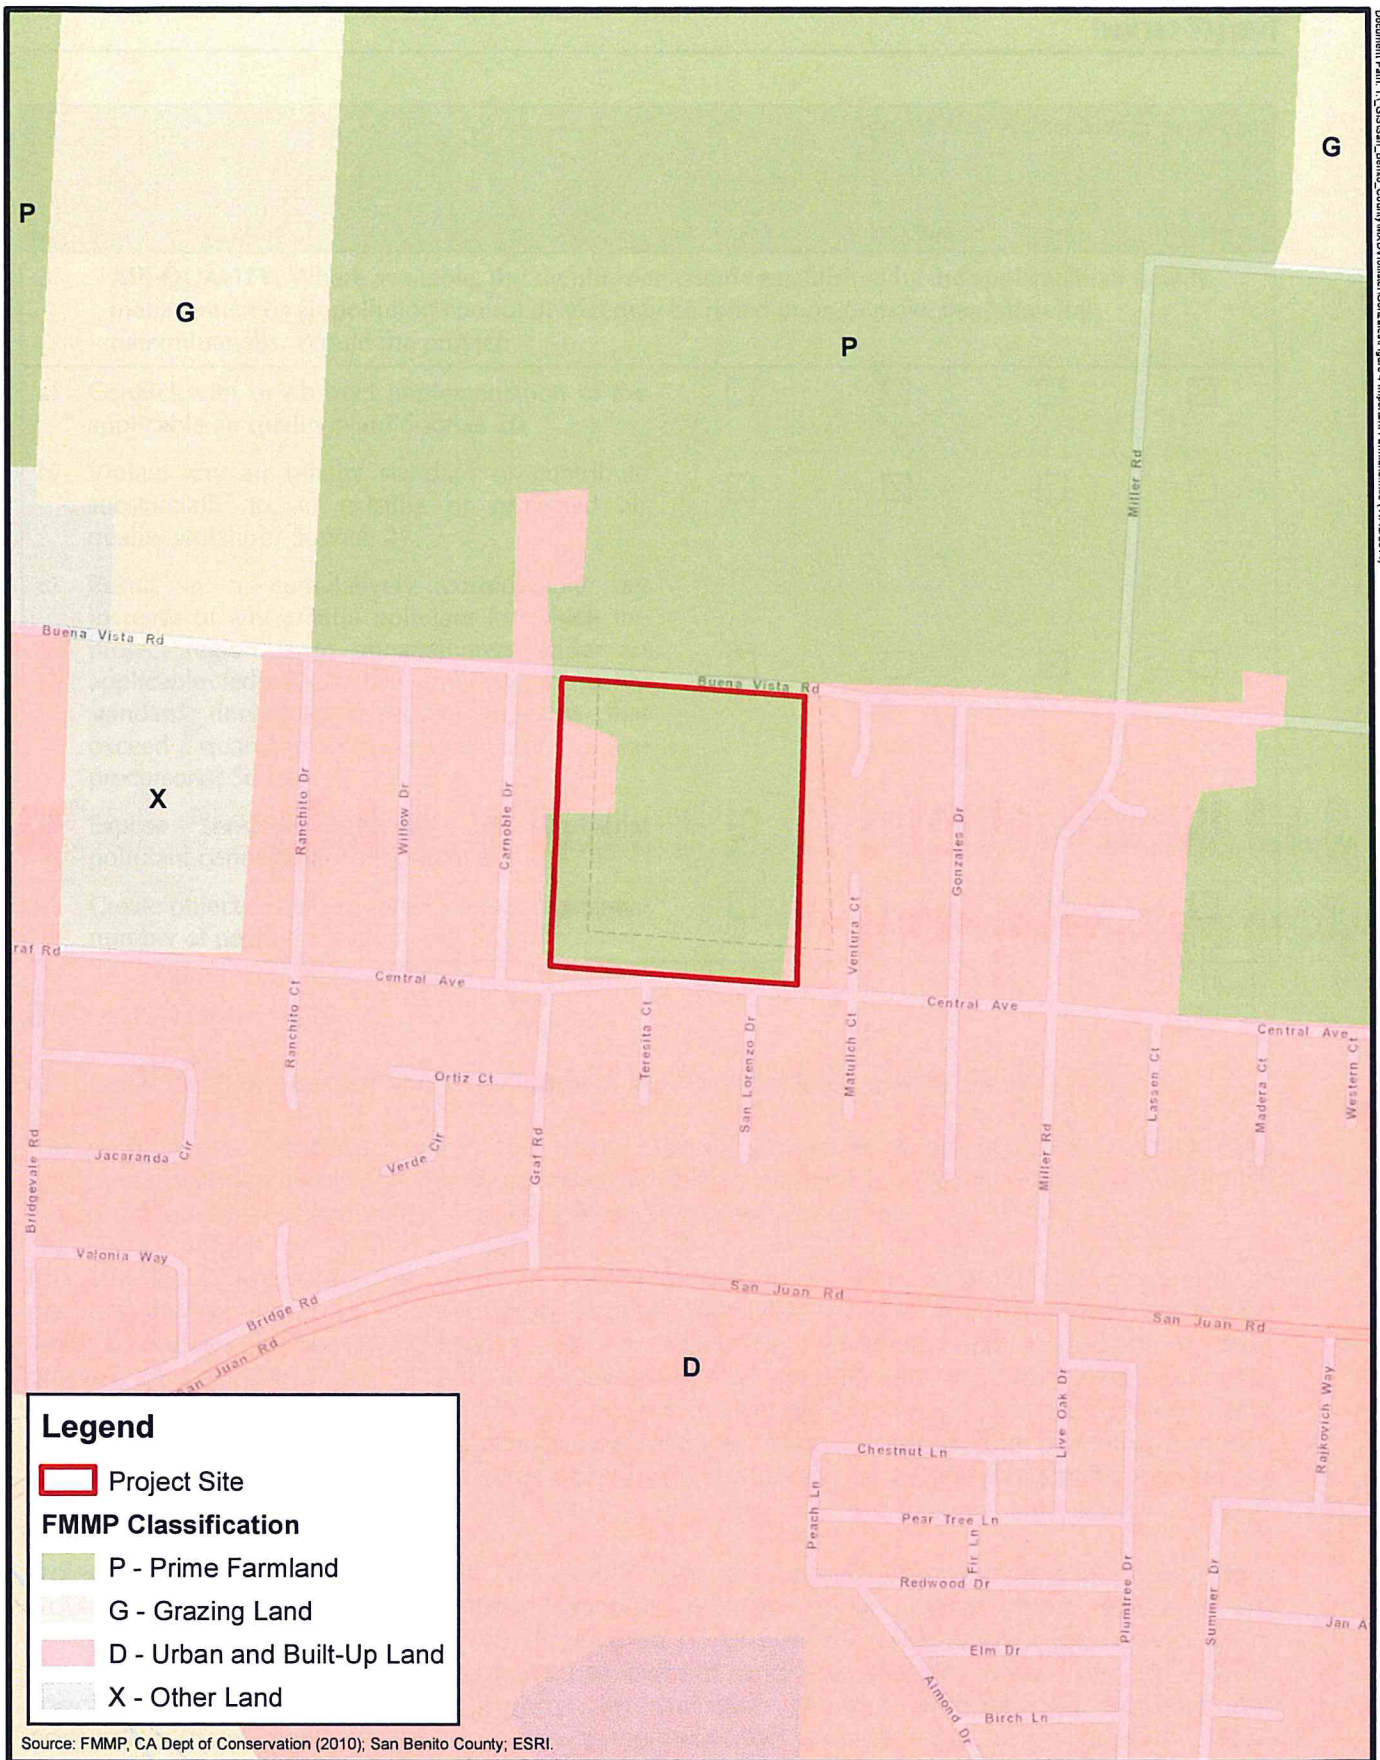 G
P
G
P
Miller Rd
Buena Vista Rd
Buena Vista Rd
X
Ranchito Dr
Willow Dr
Carnoble Dr
Gonzales Dr
Ventura Ct
raf Rd
Central Ave
Central Ave
Central Ave
Ranchito Ct
Teresita Ct
San Lorenzo Dr
Matulich Ct
Lassen Ct
Madera Ct
Western Ct
Ortiz Ct
Verde Cir
Graf Rd
Miller Rd
Bridgevale Rd
Jacaranda Cir
Valonia Way
Bridge Rd
San Juan Rd
San Juan Rd
San Juan Rd
D
Live Oak Dr
Rajkovich Way
Chestnut Ln
Peach Ln
Pear Tree Ln
Fir Ln
Redwood Dr
Plumtree Dr
Summer Dr
Jan A
Elm Dr
Almond Dr
Birch Ln
Legend
Project Site
FMMP Classification
P - Prime Farmland
G - Grazing Land
D - Urban and Built-Up Land
X - Other Land
Source: FMMP, CA Dept of Conservation (2010); San Benito County; ESRI.